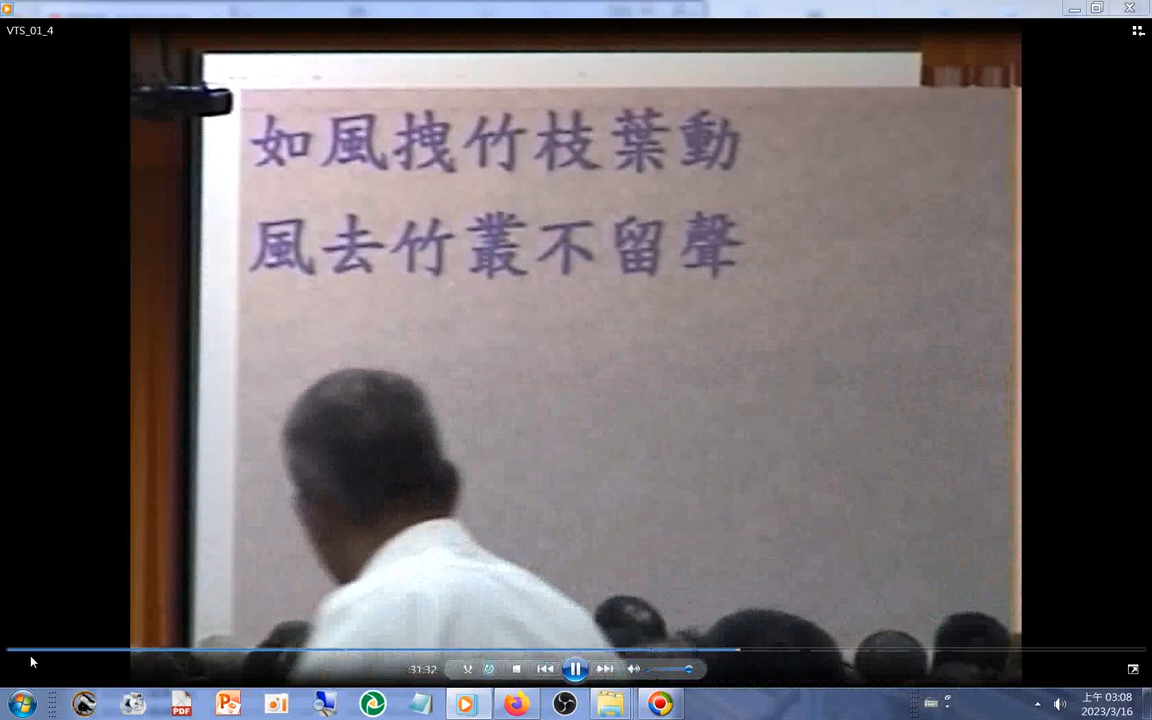 VTS_01_4
如風拽竹枝葉動
風去竹叢不留聲
31:32
PDF
上午 03:08
2023/3/16